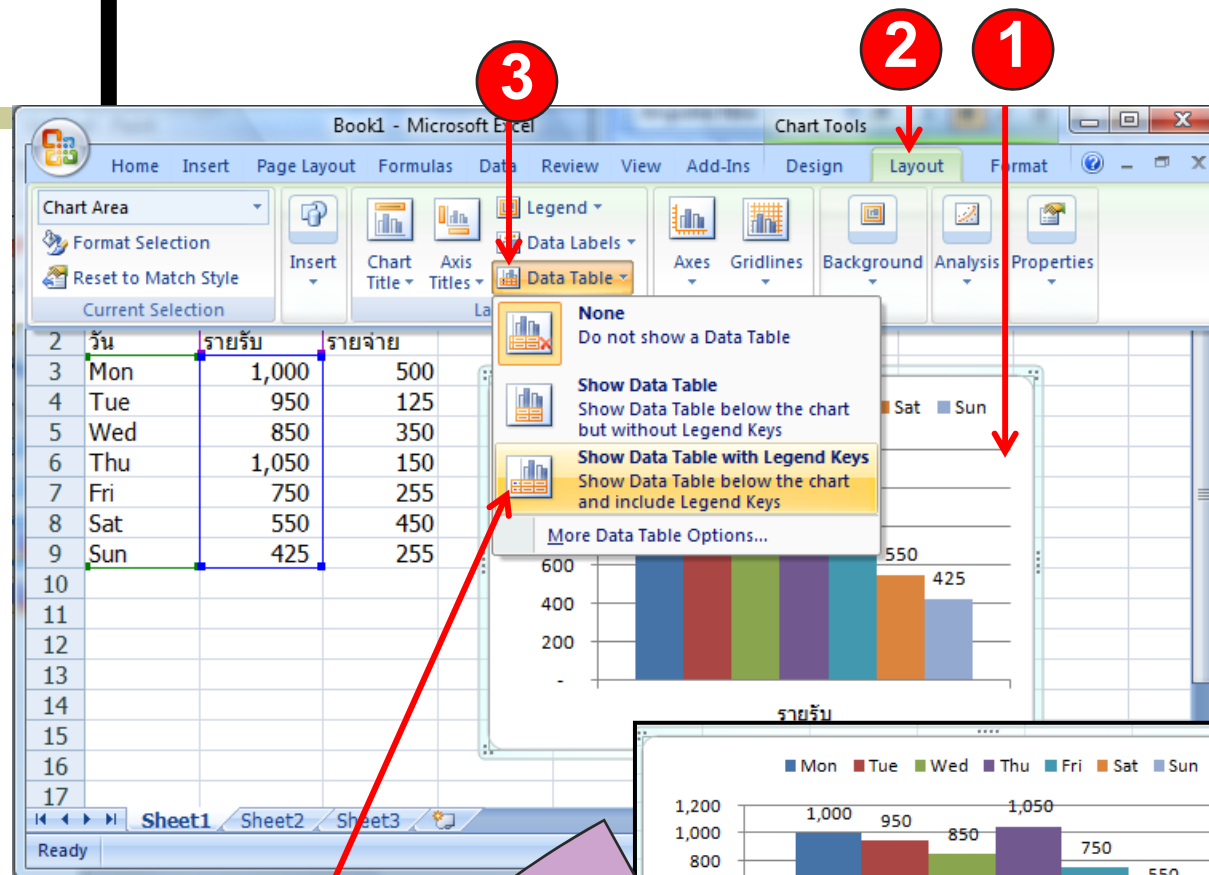 3
2
1
Book1 - Microsoft Excel
Chart Tools
Home Insert Page Layout Formulas Data Review View Add-Ins Design Layout Format
Chart Area
Format Selection
Reset to Match Style
Current Selection
Insert
Chart Title
Axis Titles
Legend
Data Labels
Data Table
Axes
Gridlines
Background
Analysis
Properties
None
Do not show a Data Table
Show Data Table
Show Data Table below the chart
but without Legend Keys
Show Data Table with Legend Keys
Show Data Table below the chart
and include Legend Keys
More Data Table Options...
2 วัน รายรับ รายจ่าย
3 Mon 1,000 500
4 Tue 950 125
5 Wed 850 350
6 Thu 1,050 150
7 Fri 750 255
8 Sat 550 450
9 Sun 425 255
10
11
12
13
14
15
16
17
Sat Sun
600
400
200
-
550
425
รายรับ
Sheet1 Sheet2 Sheet3
Ready
Mon Tue Wed Thu Fri Sat Sun
1,200
1,000
800
1,000
950
850
1,050
750
550